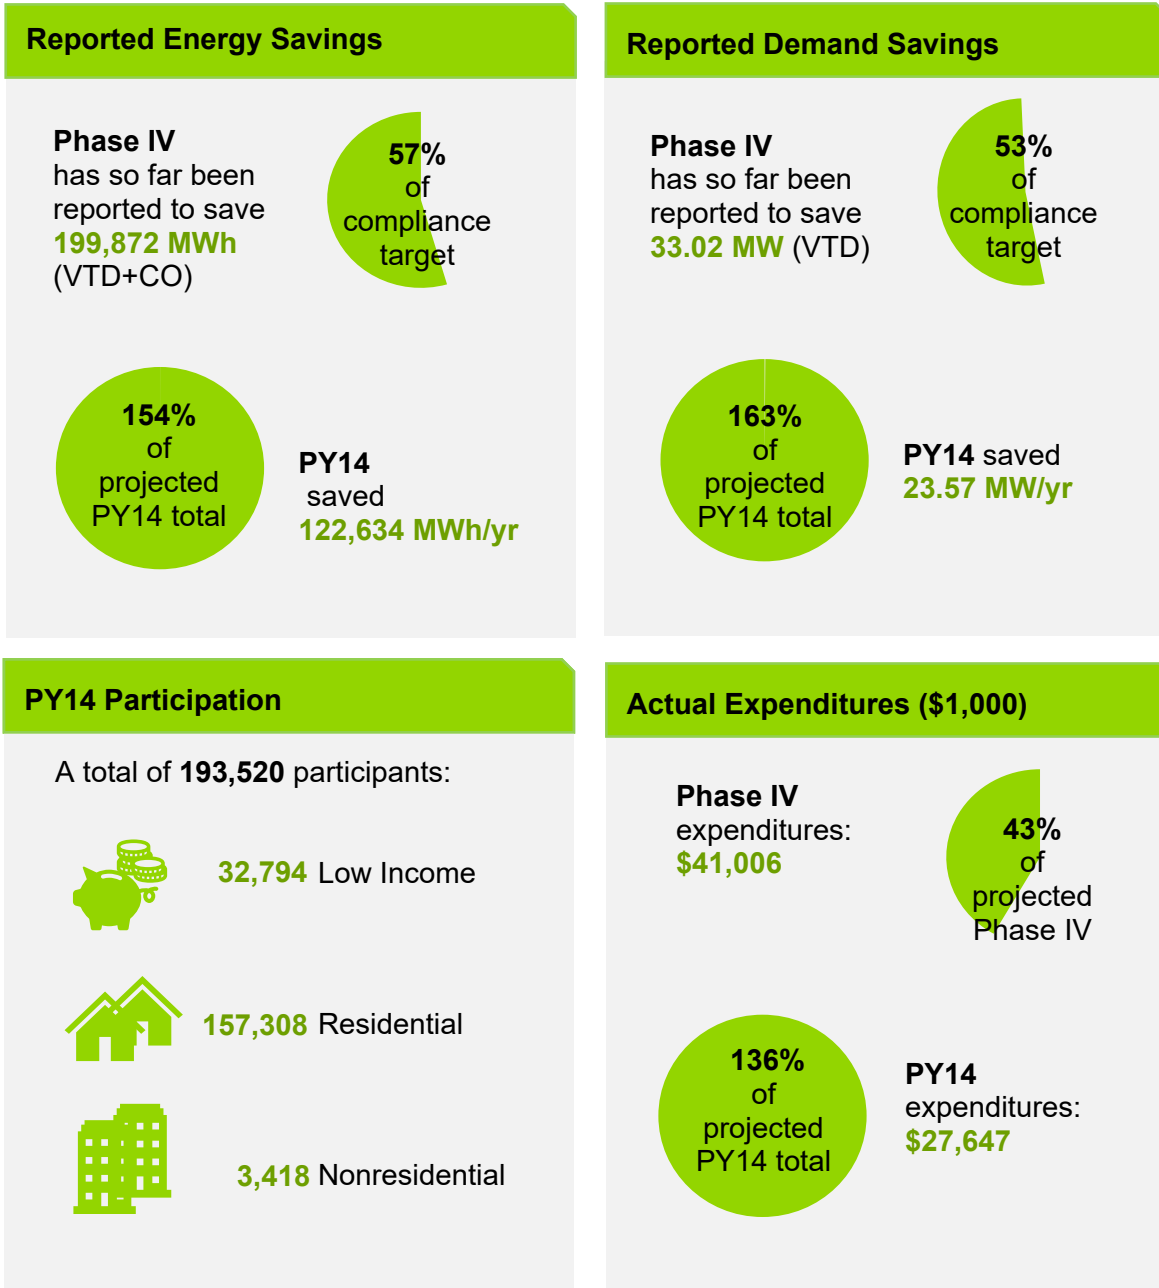 Reported Energy Savings
Phase IV
has so far been
reported to save
199,872 MWh
(VTD+CO)
57%
of
compliance
target
154%
of
projected
PY14 total
PY14
saved
122,634 MWh/yr
Reported Demand Savings
Phase IV
has so far been
reported to save
33.02 MW (VTD)
53%
of
compliance
target
163%
of
projected
PY14 total
PY14 saved
23.57 MW/yr
PY14 Participation
A total of 193,520 participants:
32,794 Low Income
157,308 Residential
3,418 Nonresidential
Actual Expenditures ($1,000)
Phase IV
expenditures:
$41,006
43%
of
projected
Phase IV
136%
of
projected
PY14 total
PY14
expenditures:
$27,647